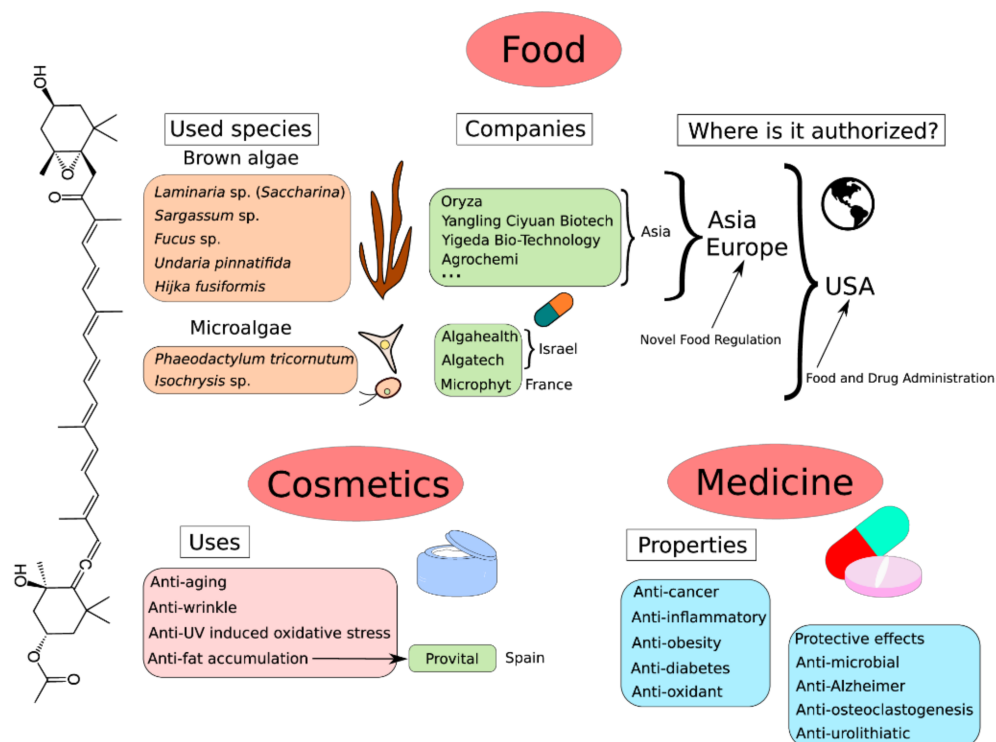 Food
Used species
Brown algae
Laminaria sp. (Saccharina)
Sargassum sp.
Fucus sp.
Undaria pinnatifida
Hijka fusiformis
Microalgae
Phaeodactylum tricornutum
Isochrysis sp.
Companies
Oryza
Yangling Ciyuan Biotech
Yigeda Bio-Technology
Agrochemi
...
Asia
Algahealth
Algatech
Israel
Microphyt France
Where is it authorized?
Asia
Europe
Novel Food Regulation
USA
Food and Drug Administration
HO
O
O
C
HO
O
O
Cosmetics
Uses
Anti-aging
Anti-wrinkle
Anti-UV induced oxidative stress
Anti-fat accumulation
Provital
Spain
Medicine
Properties
Anti-cancer
Anti-inflammatory
Anti-obesity
Anti-diabetes
Anti-oxidant
Protective effects
Anti-microbial
Anti-Alzheimer
Anti-osteoclastogenesis
Anti-urolithiatic